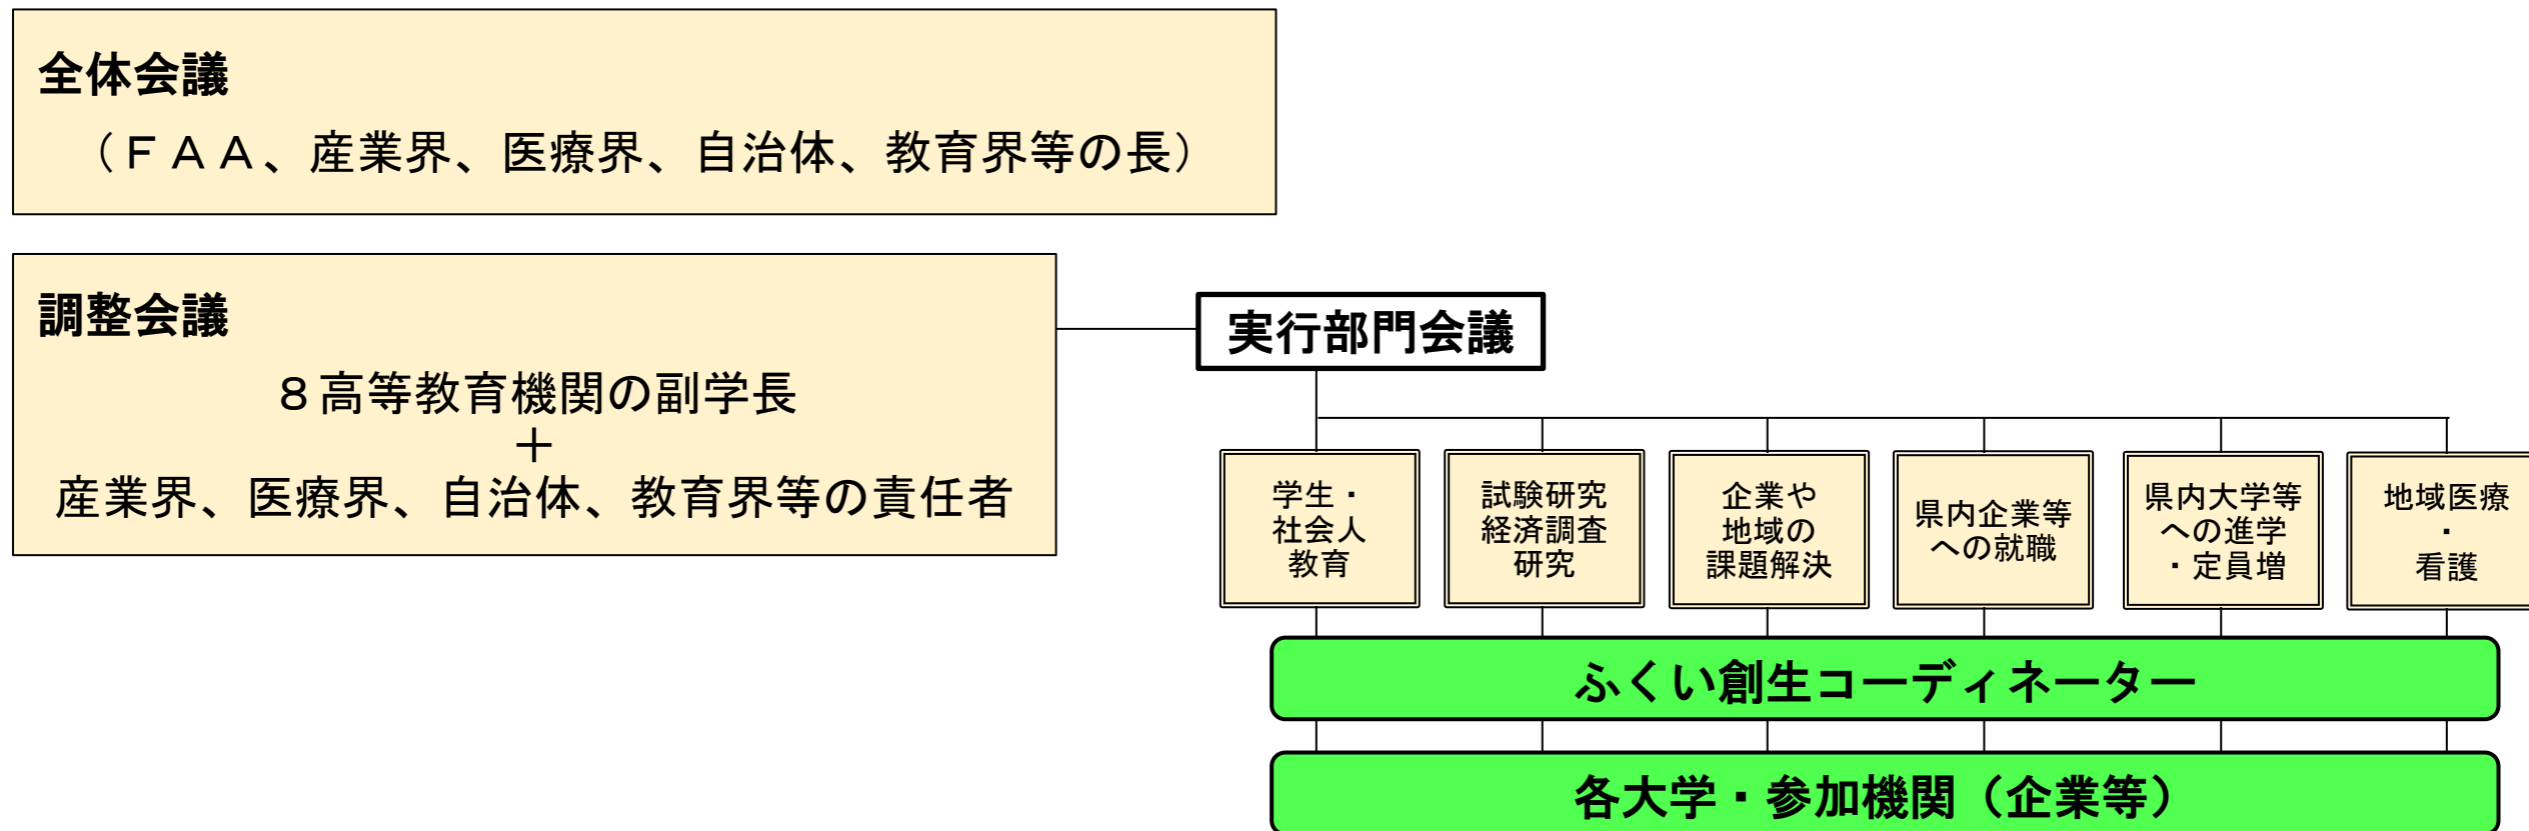 全体会議
（ＦＡＡ、産業界、医療界、自治体、教育界等の長）
調整会議
８高等教育機関の副学長
＋
産業界、医療界、自治体、教育界等の責任者
実行部門会議
学生・
社会人
教育
試験研究
経済調査
研究
企業や
地域の
課題解決
県内企業等
への就職
県内大学等
への進学
・定員増
地域医療
・
看護
ふくい創生コーディネーター
各大学・参加機関（企業等）